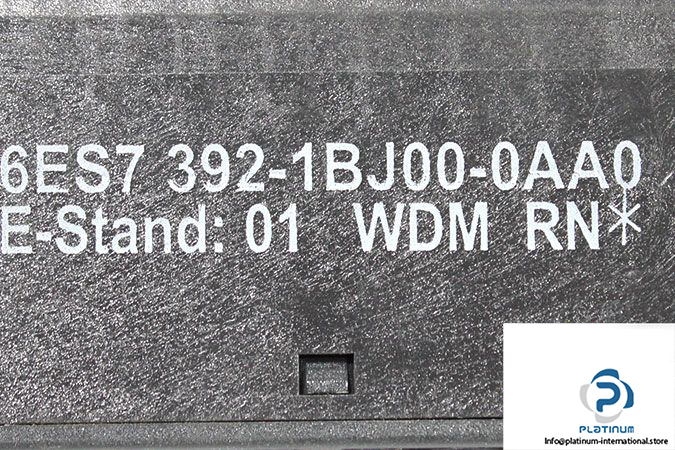 6ES7 392-1BJ00-0AA0
E-Stand: 01 WDM RN*
PLATINUM
Info@platinum-international.store